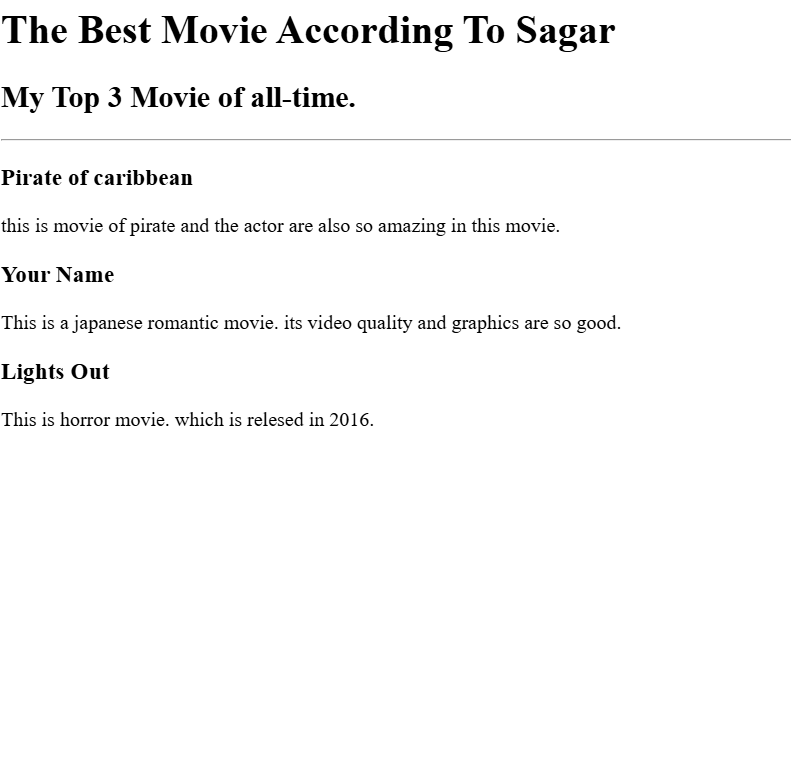 The Best Movie According To Sagar
My Top 3 Movie of all-time.
Pirate of caribbean
this is movie of pirate and the actor are also so amazing in this movie.
Your Name
This is a japanese romantic movie. its video quality and graphics are so good.
Lights Out
This is horror movie. which is relesed in 2016.